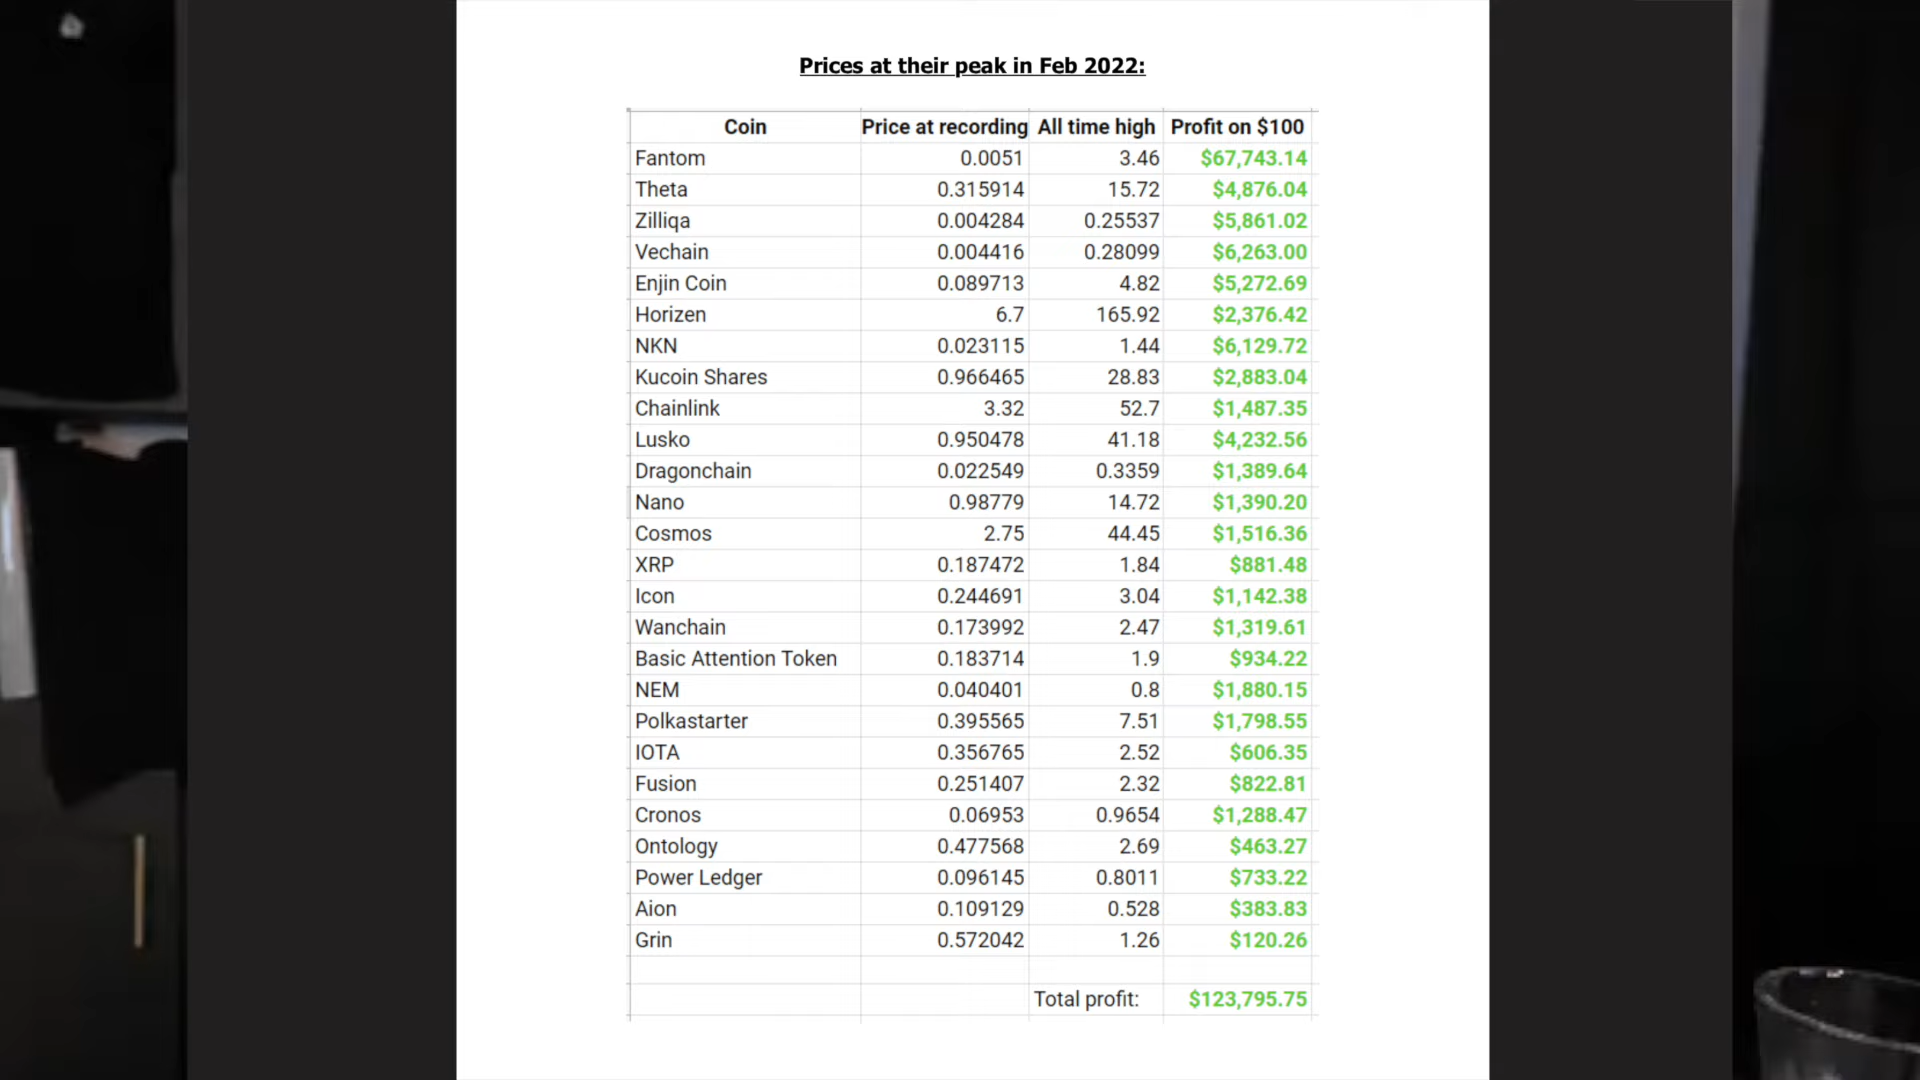 Prices at their peak in Feb 2022:
Coin Price at recording All time high Profit on $100
Fantom 0.0051 3.46 $67,743.14
Theta 0.315914 15.72 $4,876.04
Zilliqa 0.004284 0.25537 $5,861.02
Vechain 0.004416 0.28099 $6,263.00
Enjin Coin 0.089713 4.82 $5,272.69
Horizen 6.7 165.92 $2,376.42
NKN 0.023115 1.44 $6,129.72
Kucoin Shares 0.966465 28.83 $2,883.04
Chainlink 3.32 52.7 $1,487.35
Lusko 0.950478 41.18 $4,232.56
Dragonchain 0.022549 0.3359 $1,389.64
Nano 0.98779 14.72 $1,390.20
Cosmos 2.75 44.45 $1,516.36
XRP 0.187472 1.84 $881.48
Icon 0.244691 3.04 $1,142.38
Wanchain 0.173992 2.47 $1,319.61
Basic Attention Token 0.183714 1.9 $934.22
NEM 0.040401 0.8 $1,880.15
Polkastarter 0.395565 7.51 $1,798.55
IOTA 0.356765 2.52 $606.35
Fusion 0.251407 2.32 $822.81
Cronos 0.06953 0.9654 $1,288.47
Ontology 0.477568 2.69 $463.27
Power Ledger 0.096145 0.8011 $733.22
Aion 0.109129 0.528 $383.83
Grin 0.572042 1.26 $120.26
Total profit: $123,795.75